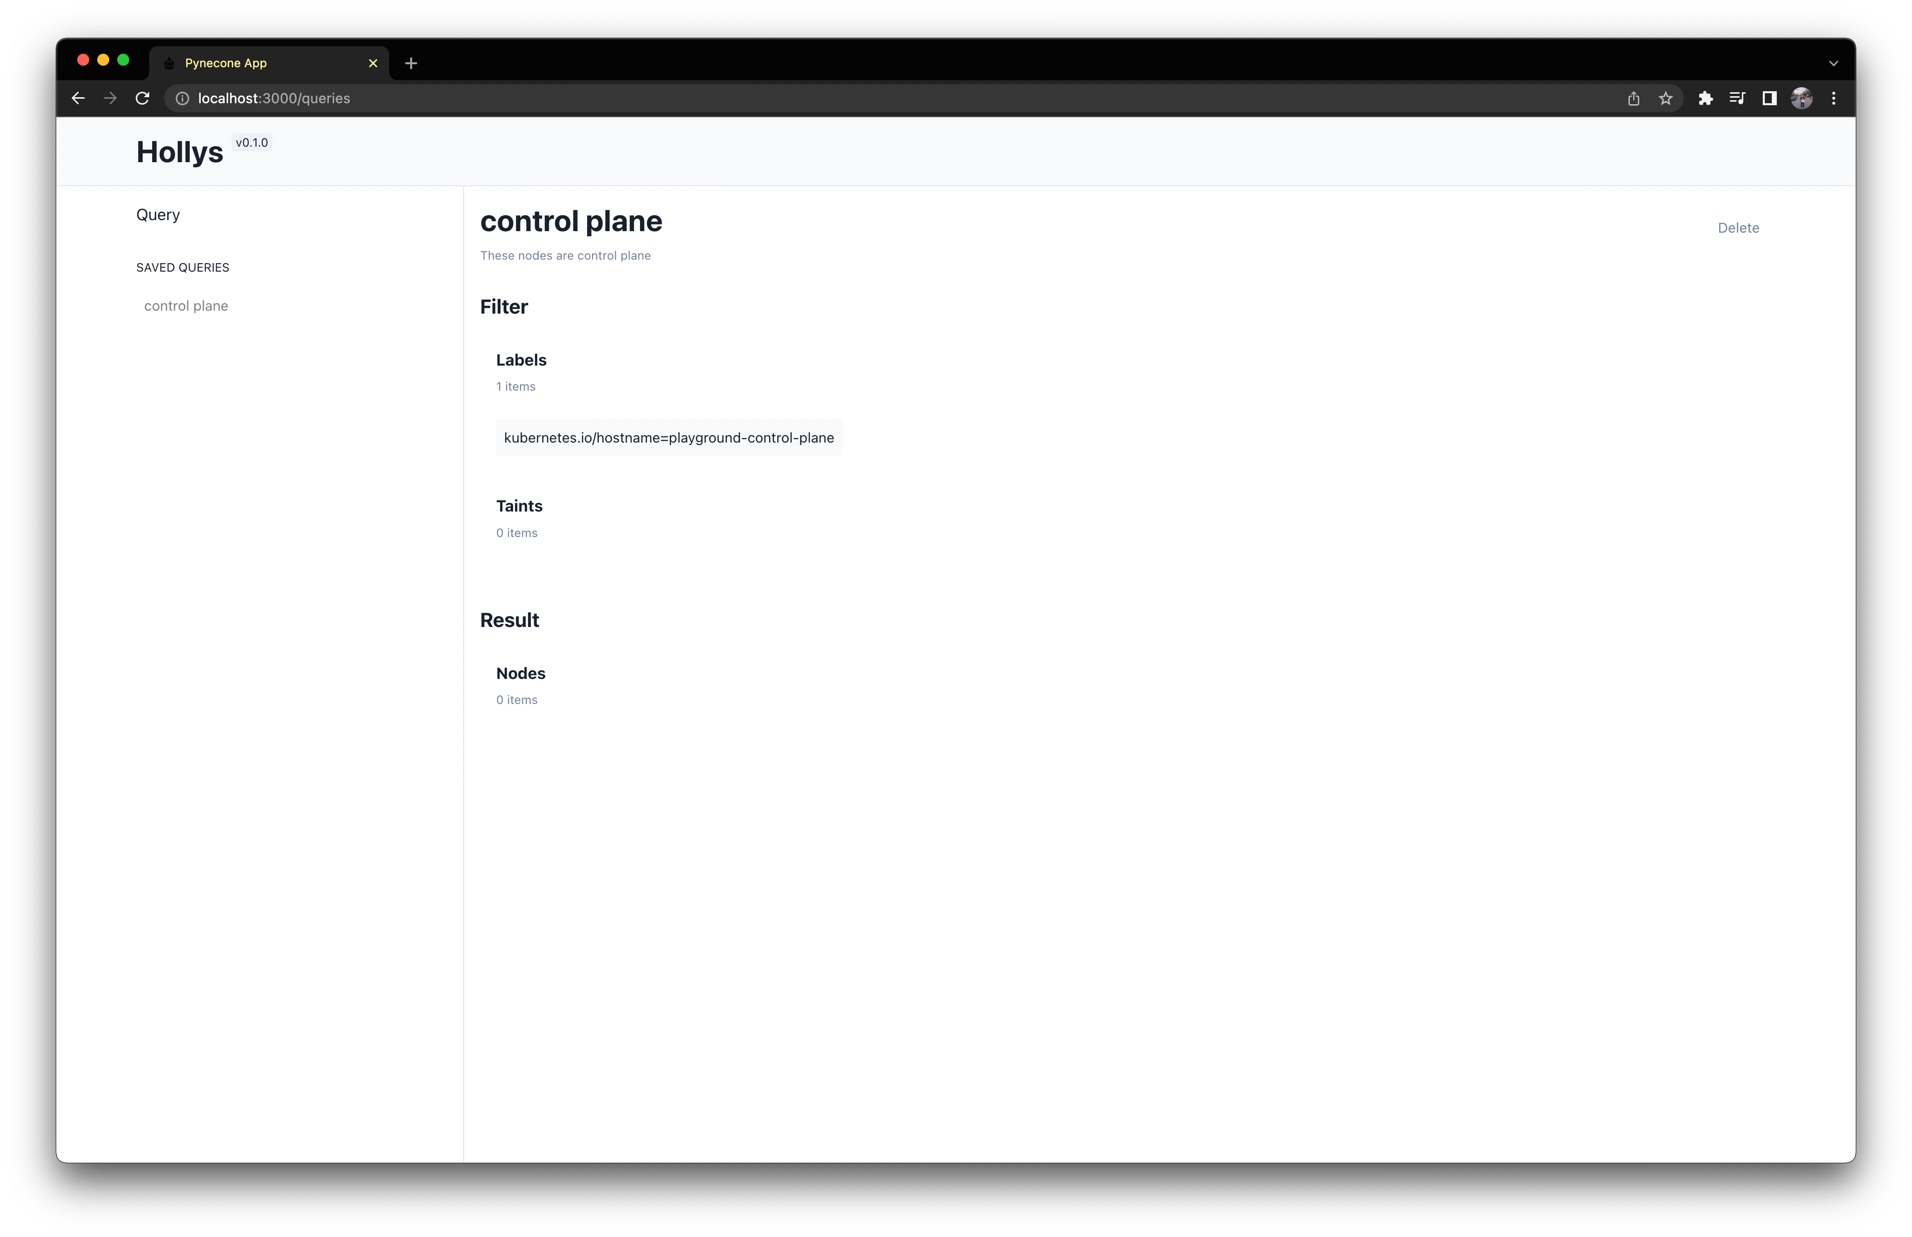 Pynecone App
localhost:3000/queries
Hollys v0.1.0
Query
SAVED QUERIES
control plane
control plane
Delete
These nodes are control plane
Filter
Labels
1 items
kubernetes.io/hostname=playground-control-plane
Taints
0 items
Result
Nodes
0 items